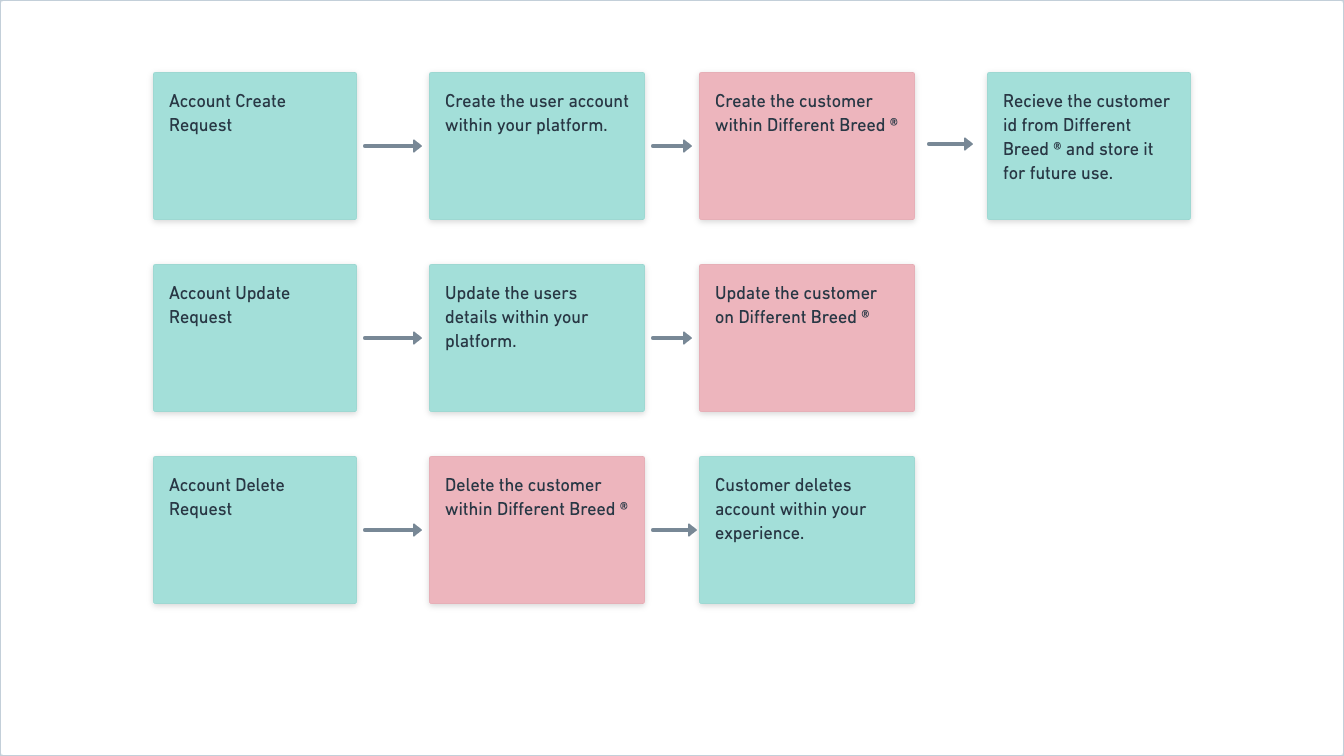 Account Create
Request
Create the user account
within your platform.
Create the customer
within Different Breed ®
Recieve the customer
id from Different
Breed ® and store it
for future use.
Account Update
Request
Update the users
details within your
platform.
Update the customer
on Different Breed ®
Account Delete
Request
Delete the customer
within Different Breed ®
Customer deletes
account within your
experience.